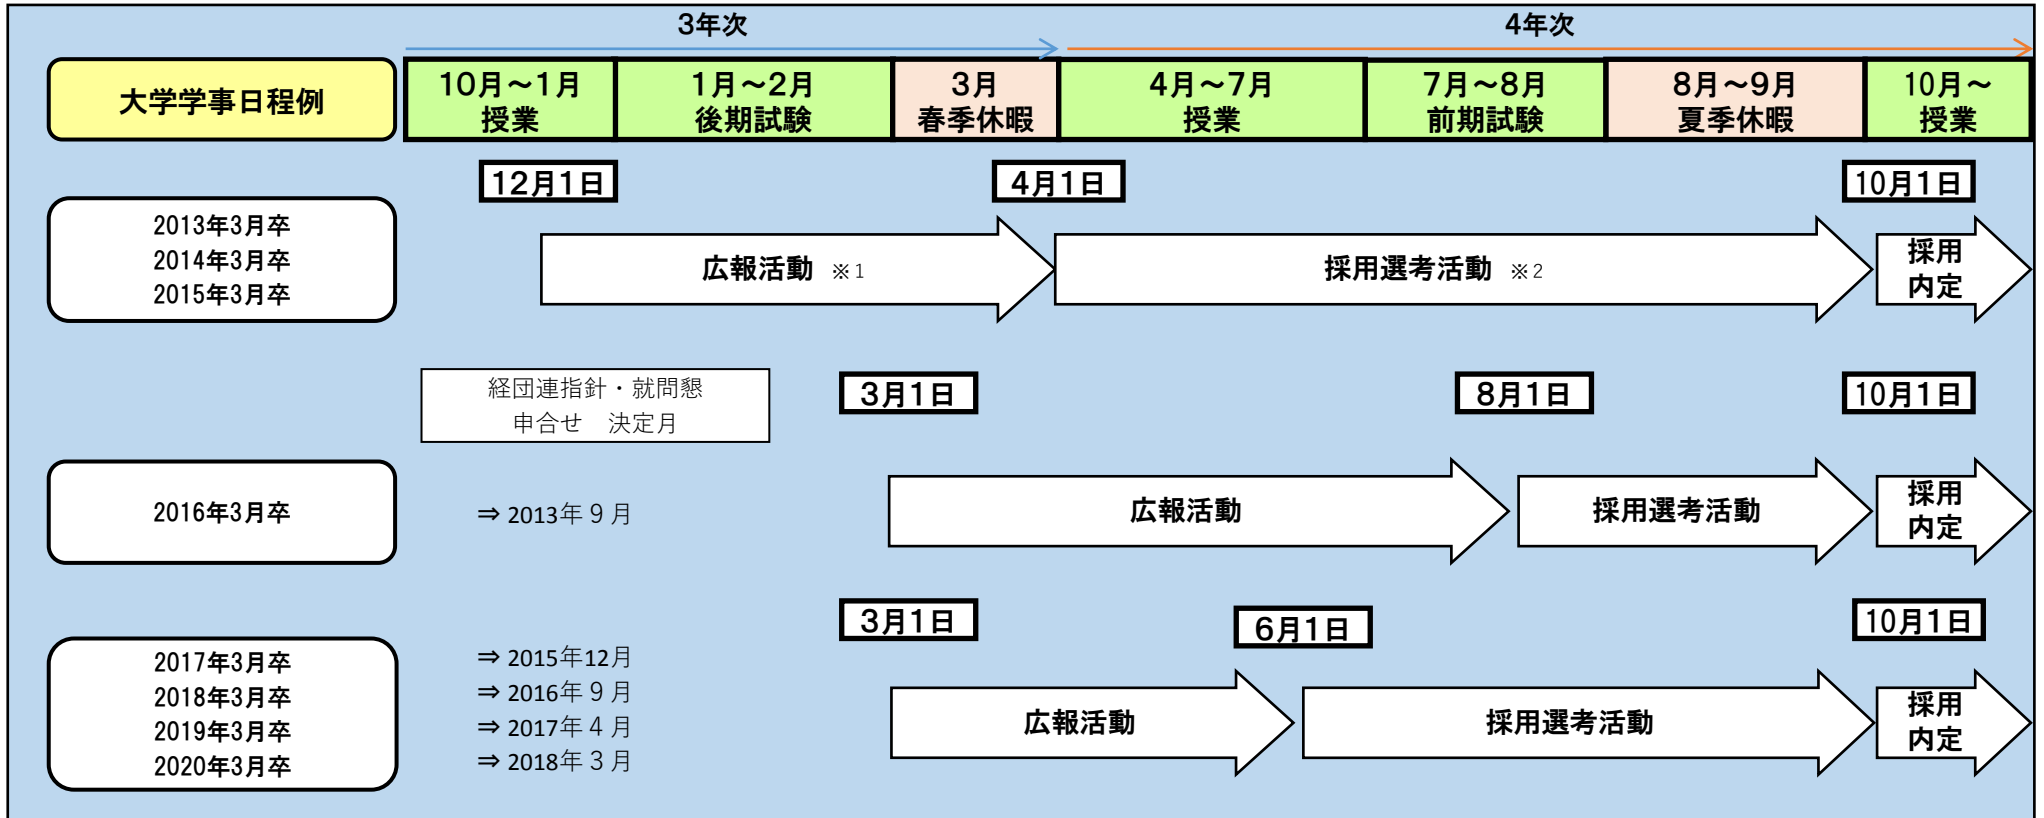 3年次
4年次
大学学事日程例
10月～1月
授業
1月～2月
後期試験
3月
春季休暇
4月～7月
授業
7月～8月
前期試験
8月～9月
夏季休暇
10月～
授業
12月1日
4月1日
10月1日
2013年3月卒
2014年3月卒
2015年3月卒
広報活動 ※1
採用選考活動 ※2
採用
内定
経団連指針・就問懇
申合せ　決定月
3月1日
8月1日
10月1日
2016年3月卒
⇒ 2013年９月
広報活動
採用選考活動
採用
内定
3月1日
6月1日
10月1日
2017年3月卒
2018年3月卒
2019年3月卒
2020年3月卒
⇒ 2015年12月
⇒ 2016年９月
⇒ 2017年４月
⇒ 2018年３月
広報活動
採用選考活動
採用
内定